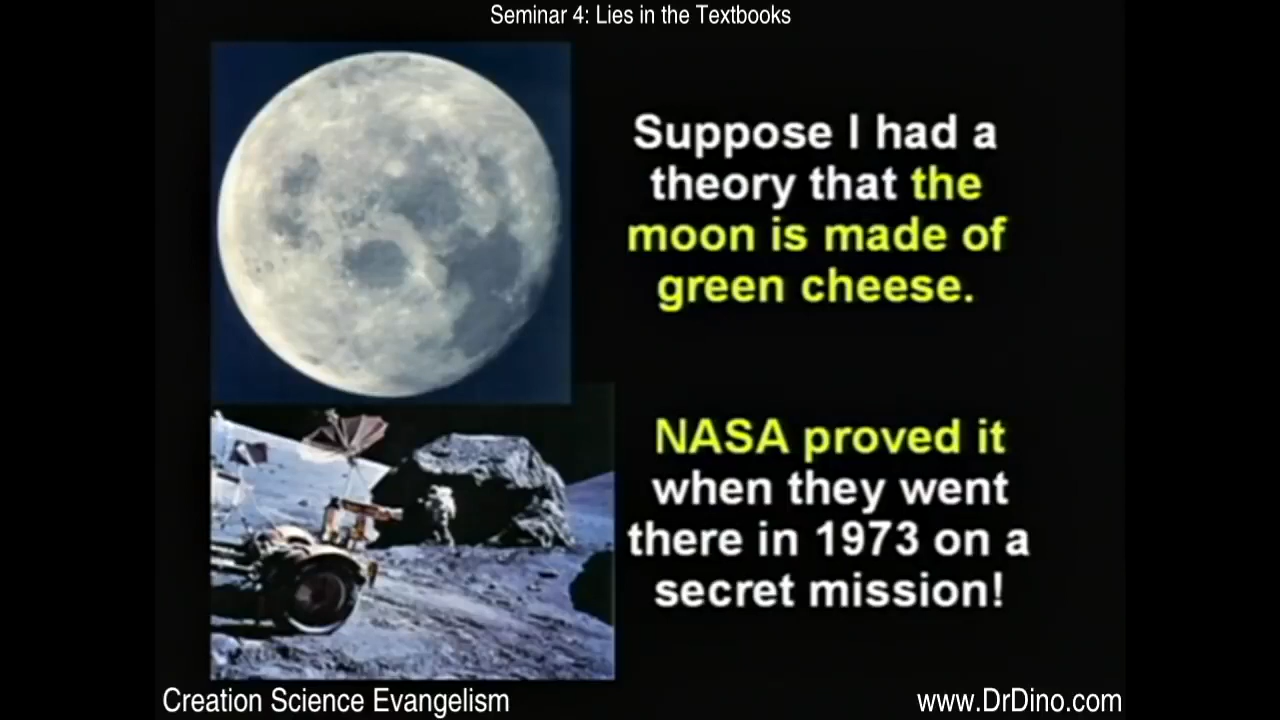 Seminar 4: Lies in the Textbooks
Suppose I had a
theory that the
moon is made of
green cheese.
NASA proved it
when they went
there in 1973 on a
secret mission!
Creation Science Evangelism
www.DrDino.com